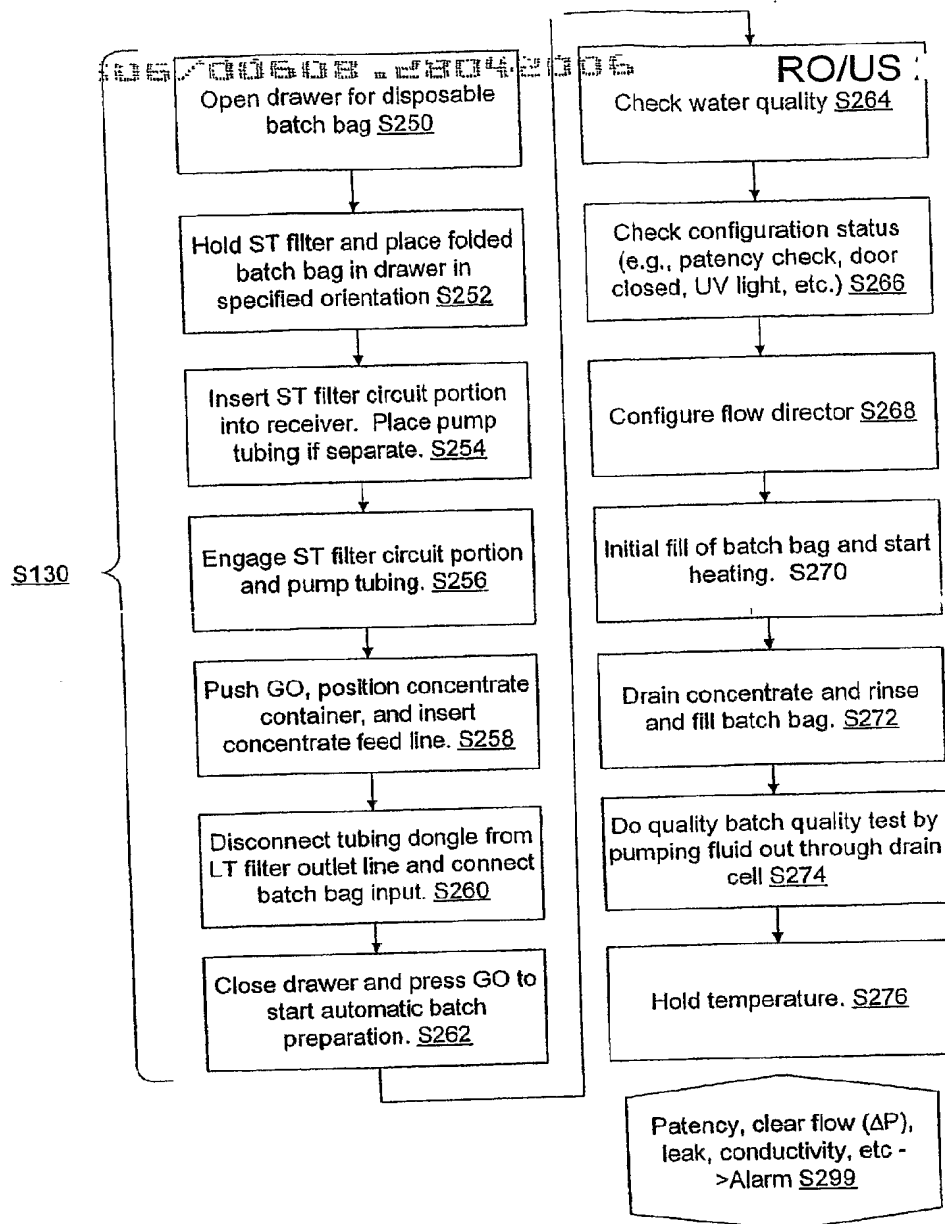 RO/US
Open drawer for disposable
batch bag S250
Hold ST filter and place folded
batch bag in drawer in
specified orientation S252
Insert ST filter circuit portion
into receiver. Place pump
tubing if separate. S254
Engage ST filter circuit portion
and pump tubing. S256
Push GO, position concentrate
container, and insert
concentrate feed line. S258
Disconnect tubing dongle from
LT filter outlet line and connect
batch bag input. S260
Close drawer and press GO to
start automatic batch
preparation. S262
S130
Check water quality S264
Check configuration status
(e.g., patency check, door
closed, UV light, etc.) S266
Configure flow director S268
Initial fill of batch bag and start
heating. S270
Drain concentrate and rinse
and fill batch bag. S272
Do quality batch quality test by
pumping fluid out through drain
cell S274
Hold temperature. S276
Patency, clear flow (ΔP),
leak, conductivity, etc -
>Alarm S299